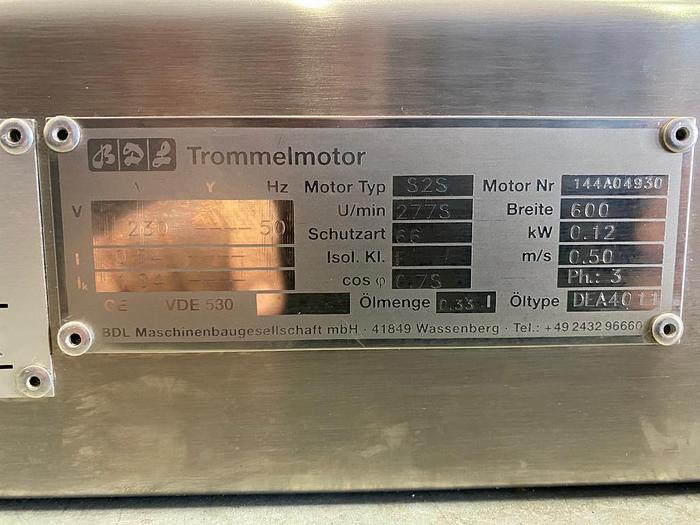 BDL Trommelmotor
Δ Y Hz
V 230 ---- 50
I
Ik
CE VDE 530
Motor Typ S2S
U/min 2775
Schutzart 66
Isol. Kl. F
cos φ 0.75
Ölmenge 0.33 l
Motor Nr 144A04930
Breite 600
kW 0.12
m/s 0.50
Ph.: 3
Öltype DEA4011
BDL Maschinenbaugesellschaft mbH · 41849 Wassenberg · Tel.: +49 2432 96660